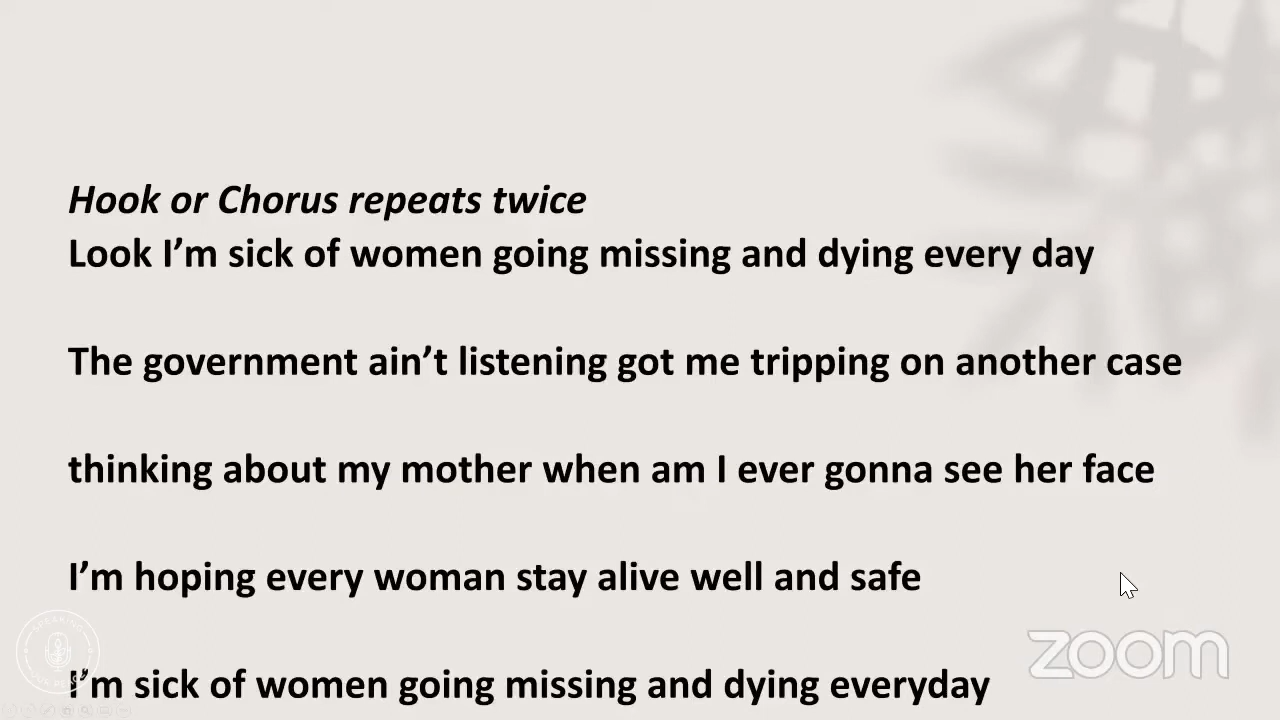 Hook or Chorus repeats twice
Look I’m sick of women going missing and dying every day
The government ain’t listening got me tripping on another case
thinking about my mother when am I ever gonna see her face
I’m hoping every woman stay alive well and safe
I’m sick of women going missing and dying everyday
SPEAKING
zoom